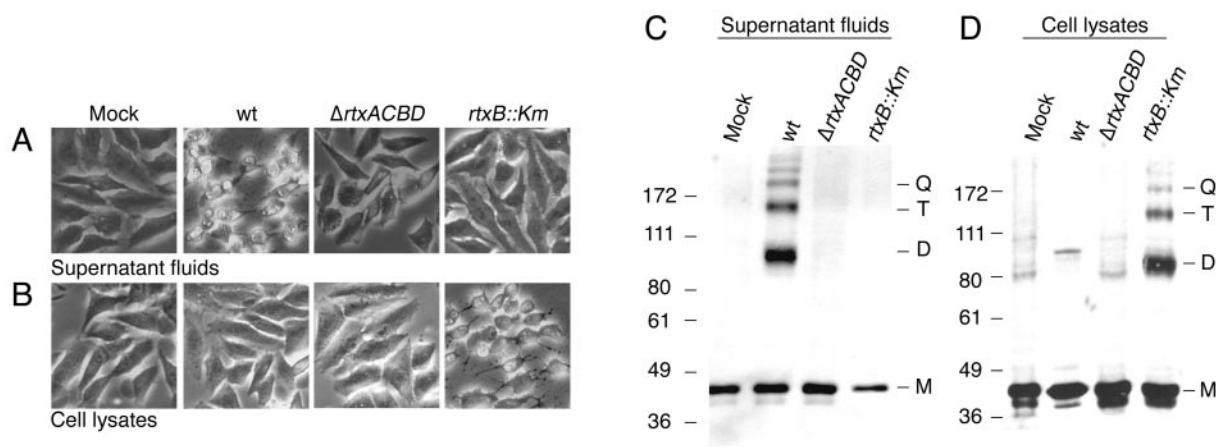 Mock wt ΔrtxACBD rtxB::Km
A
Supernatant fluids
B
Cell lysates
C Supernatant fluids
Mock wt ΔrtxACBD rtxB::Km
172 – – Q
– T
111 –
– D
80 –
61 –
49 –
– M
36 –
D Cell lysates
Mock wt ΔrtxACBD rtxB::Km
172 – – Q
– T
111 –
– D
80 –
61 –
49 –
– M
36 –